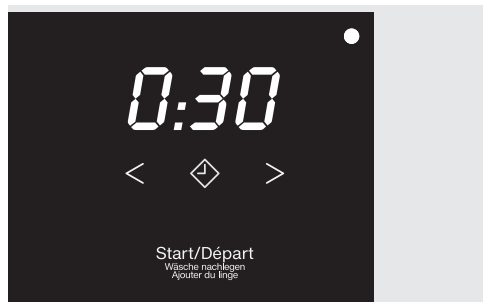 0:30
< >
Start/Départ
Wäsche nachlegen
Ajouter du linge